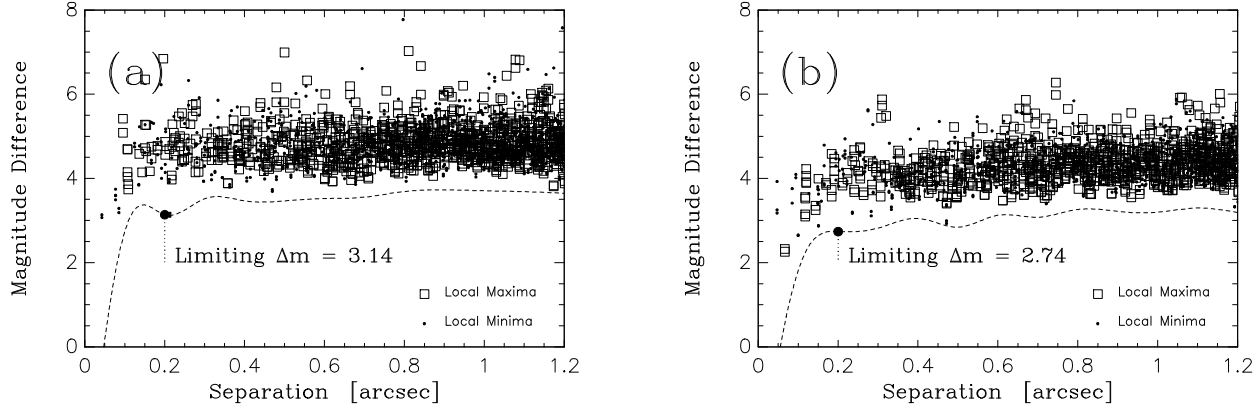 (a)
Magnitude Difference
8
6
4
2
0
Limiting Δm = 3.14
Local Maxima
Local Minima
0 0.2 0.4 0.6 0.8 1 1.2
Separation [arcsec]
(b)
Magnitude Difference
8
6
4
2
0
Limiting Δm = 2.74
Local Maxima
Local Minima
0 0.2 0.4 0.6 0.8 1 1.2
Separation [arcsec]